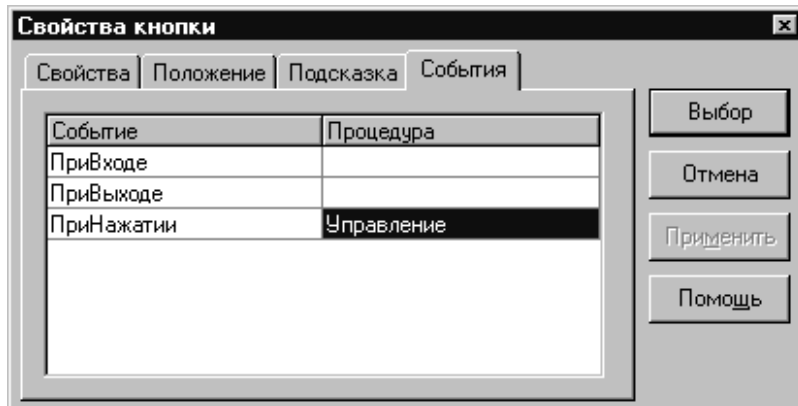 Свойства кнопки
Свойства Положение Подсказка События
Событие Процедура
ПриВходе
ПриВыходе
ПриНажатии Управление
Выбор
Отмена
Применить
Помощь